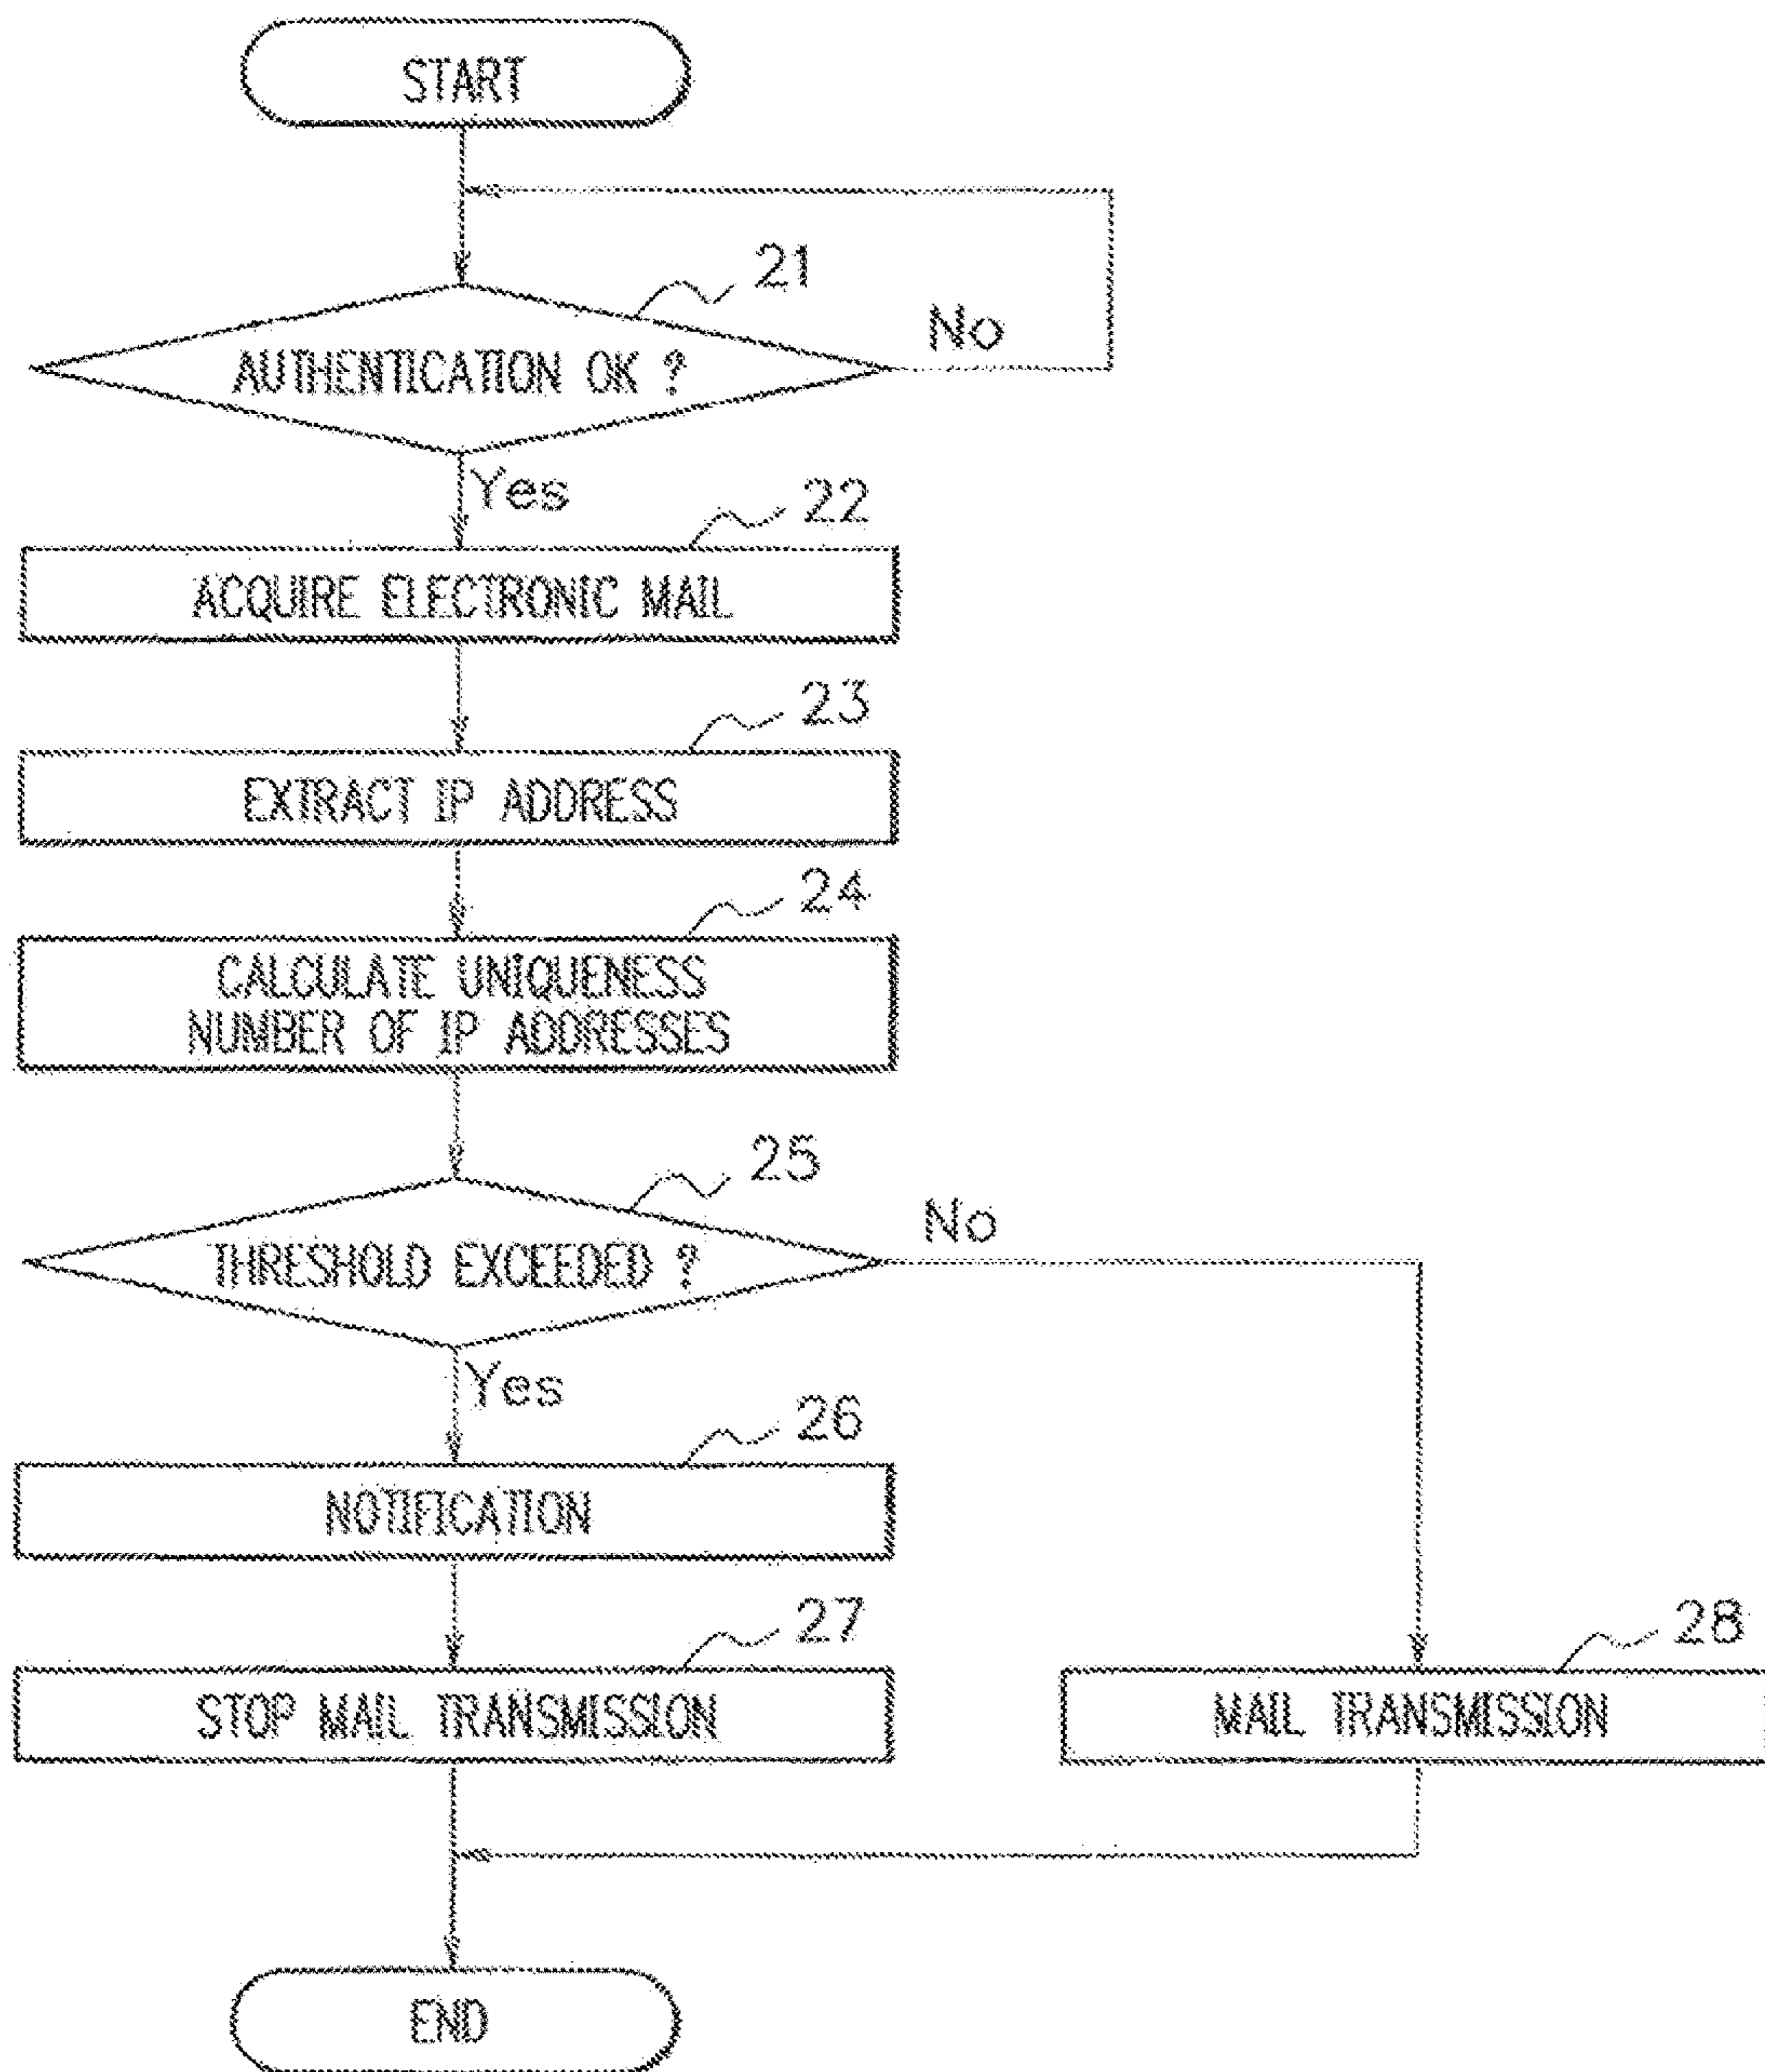 START
21
No
AUTHENTICATION OK ?
Yes
22
ACQUIRE ELECTRONIC MAIL
23
EXTRACT IP ADDRESS
24
CALCULATE UNIQUENESS
NUMBER OF IP ADDRESSES
25
No
THRESHOLD EXCEEDED ?
Yes
26
NOTIFICATION
27
STOP MAIL TRANSMISSION
28
MAIL TRANSMISSION
END